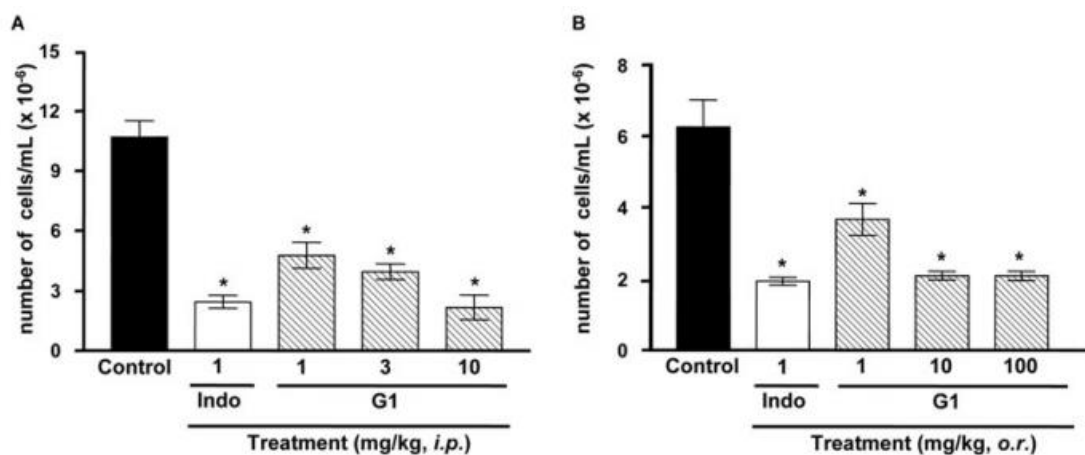 A
number of cells/mL (x 10⁻⁶)
15
12
9
6
3
0
*
*
*
*
Control 1 1 3 10
Indo G1
Treatment (mg/kg, i.p.)
B
number of cells/mL (x 10⁻⁶)
8
6
4
2
0
*
*
*
*
Control 1 1 10 100
Indo G1
Treatment (mg/kg, o.r.)